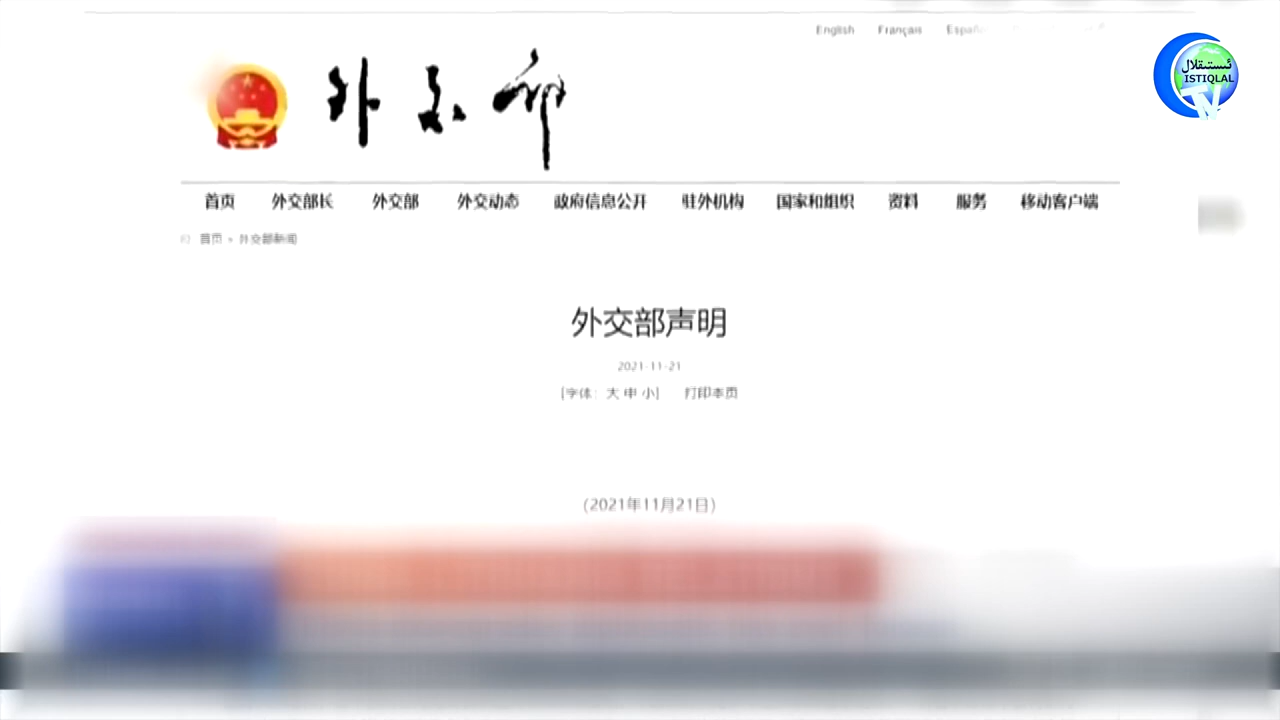 English Français
ئىستىقلال
ISTIQLAL
TV
外交部
首页 外交部长 外交部 外交动态 政府信息公开 驻外机构 国家和组织 资料 服务 移动客户端
首页 » 外交部新闻
外交部声明
2021-11-21
[字体：大 中 小] 打印本页
(2021年11月21日)